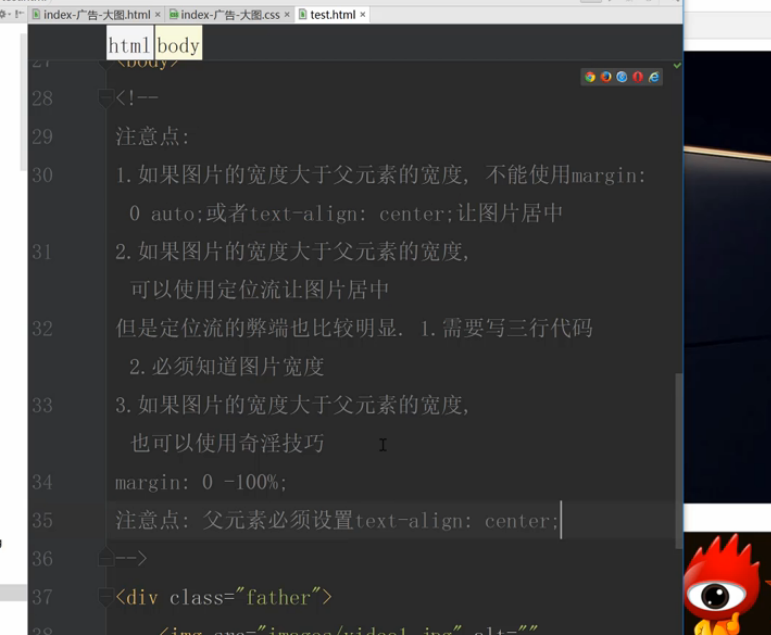 index-广告-大图.html × index-广告-大图.css × test.html ×
html body
27 <body>
28 <!--
29 注意点:
30 1.如果图片的宽度大于父元素的宽度, 不能使用margin:
0 auto;或者text-align: center;让图片居中
31 2.如果图片的宽度大于父元素的宽度,
可以使用定位流让图片居中
32 但是定位流的弊端也比较明显. 1.需要写三行代码
2.必须知道图片宽度
33 3.如果图片的宽度大于父元素的宽度,
也可以使用奇淫技巧
34 margin: 0 -100%;
35 注意点: 父元素必须设置text-align: center;
36 -->
37 <div class="father">
38 <img src="images/video1.jpg" alt=""